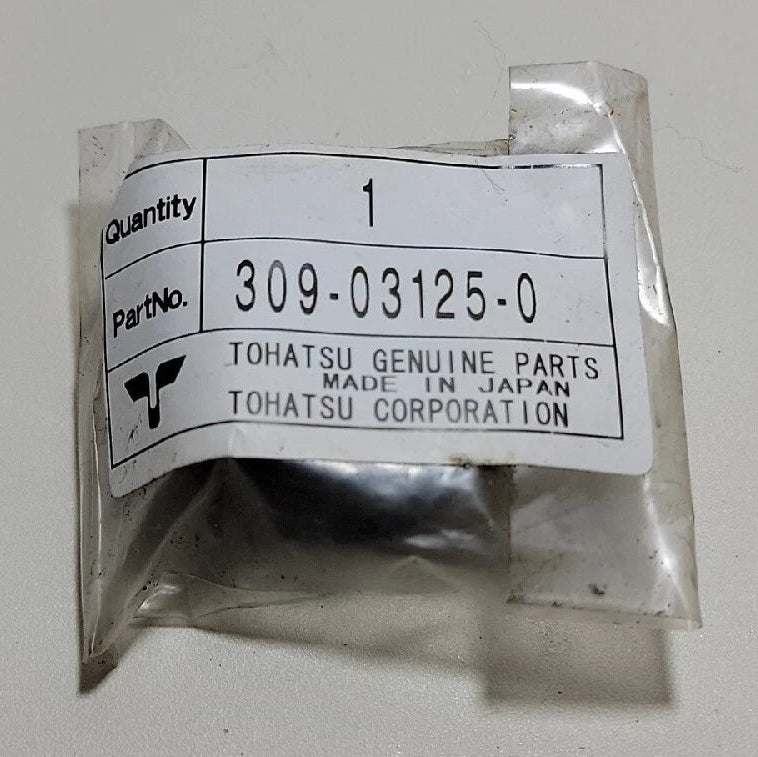 Quantity 1
PartNo. 309-03125-0
TOHATSU GENUINE PARTS
MADE IN JAPAN
TOHATSU CORPORATION